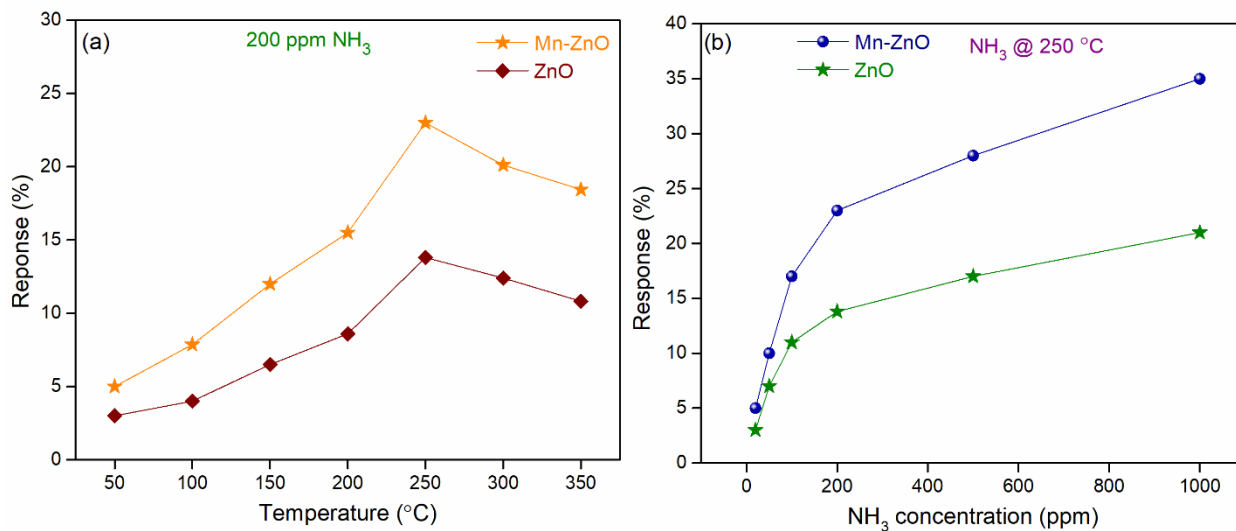 (a)
200 ppm NH₃
Mn-ZnO
ZnO
30
25
20
15
10
5
0
Reponse (%)
50 100 150 200 250 300 350
Temperature (°C)
(b)
Mn-ZnO
ZnO
NH₃ @ 250 °C
40
35
30
25
20
15
10
5
0
Response (%)
0 200 400 600 800 1000
NH₃ concentration (ppm)